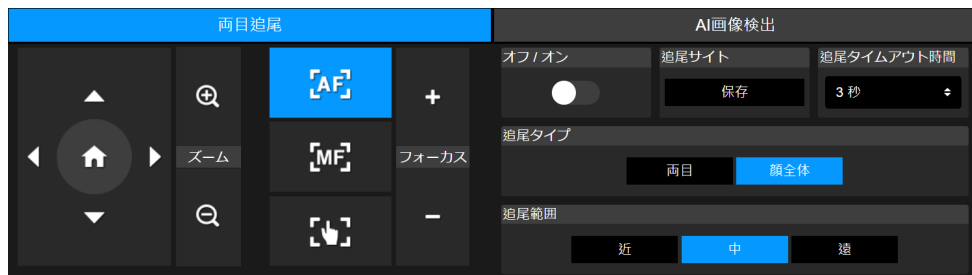 両目追尾
AI画像検出
オフ / オン
追尾サイト
追尾タイムアウト時間
保存
3 秒
AF
ズーム
MF
フォーカス
追尾タイプ
両目
顔全体
追尾範囲
近
中
遠